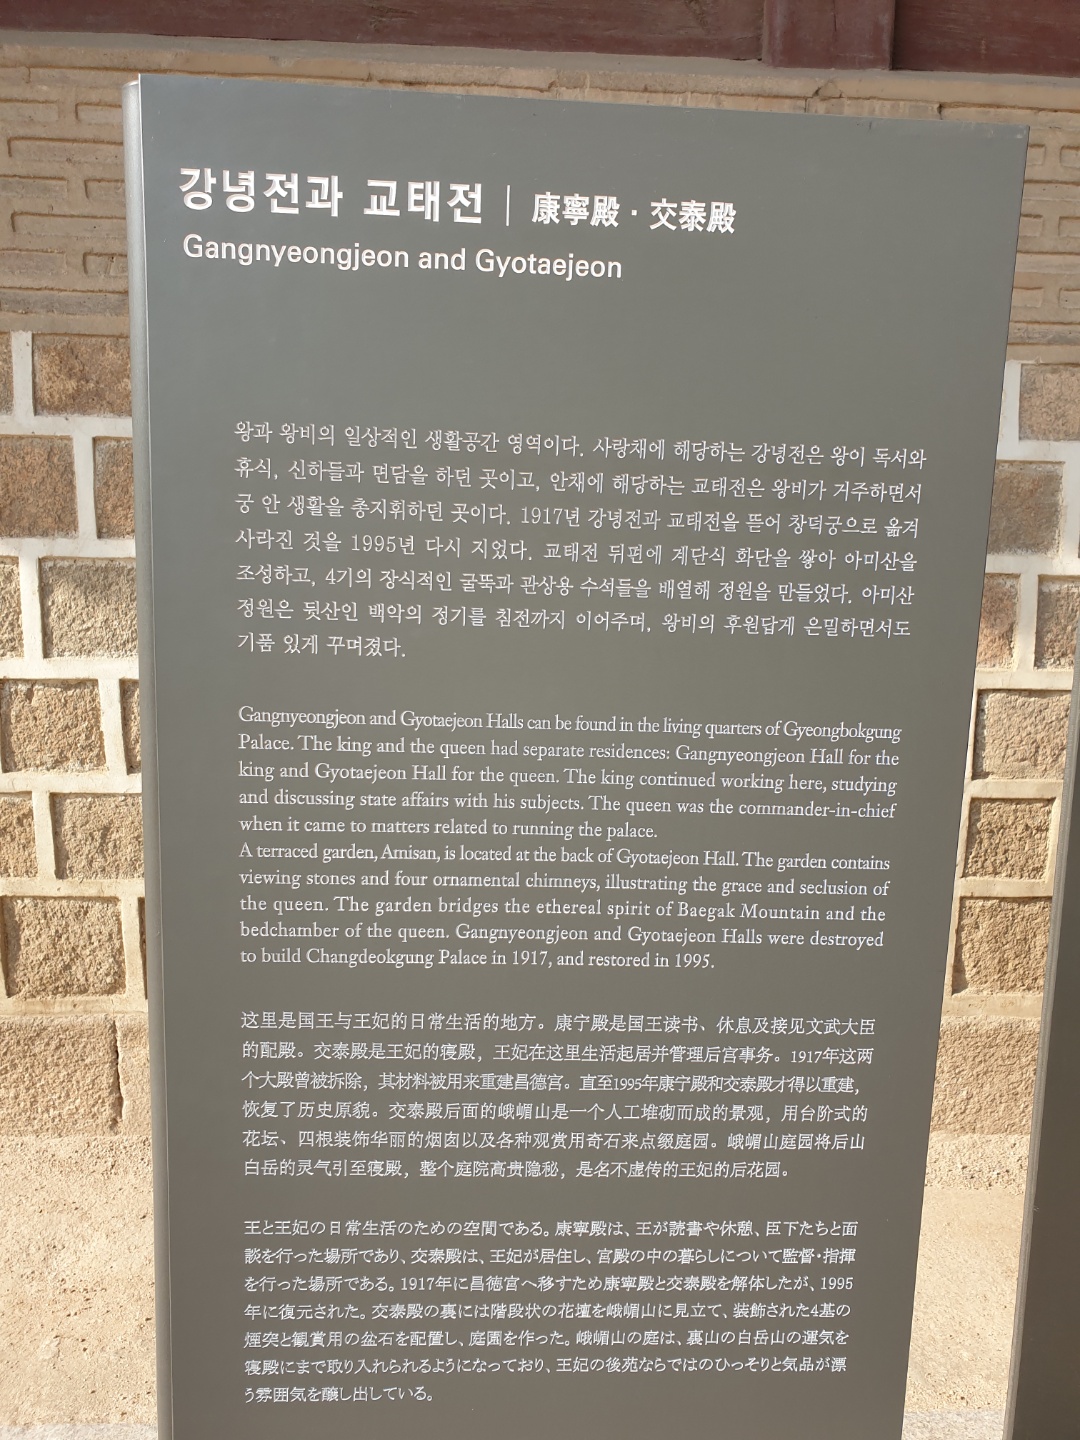 강녕전과 교태전 | 康寧殿 · 交泰殿
Gangnyeongjeon and Gyotaejeon
왕과 왕비의 일상적인 생활공간 영역이다. 사랑채에 해당하는 강녕전은 왕이 독서와
휴식, 신하들과 면담을 하던 곳이고, 안채에 해당하는 교태전은 왕비가 거주하면서
궁 안 생활을 총지휘하던 곳이다. 1917년 강녕전과 교태전을 뜯어 창덕궁으로 옮겨
사라진 것을 1995년 다시 지었다. 교태전 뒤편에 계단식 화단을 쌓아 아미산을
조성하고, 4기의 장식적인 굴뚝과 관상용 수석들을 배열해 정원을 만들었다. 아미산
정원은 뒷산인 백악의 정기를 침전까지 이어주며, 왕비의 후원답게 은밀하면서도
기품 있게 꾸며졌다.
Gangnyeongjeon and Gyotaejeon Halls can be found in the living quarters of Gyeongbokgung
Palace. The king and the queen had separate residences: Gangnyeongjeon Hall for the
king and Gyotaejeon Hall for the queen. The king continued working here, studying
and discussing state affairs with his subjects. The queen was the commander-in-chief
when it came to matters related to running the palace.
A terraced garden, Amisan, is located at the back of Gyotaejeon Hall. The garden contains
viewing stones and four ornamental chimneys, illustrating the grace and seclusion of
the queen. The garden bridges the ethereal spirit of Baegak Mountain and the
bedchamber of the queen. Gangnyeongjeon and Gyotaejeon Halls were destroyed
to build Changdeokgung Palace in 1917, and restored in 1995.
这里是国王与王妃的日常生活的地方。康宁殿是国王读书、休息及接见文武大臣
的配殿。交泰殿是王妃的寝殿，王妃在这里生活起居并管理后宫事务。1917年这两
个大殿曾被拆除，其材料被用来重建昌德宫。直至1995年康宁殿和交泰殿才得以重建，
恢复了历史原貌。交泰殿后面的峨嵋山是一个人工堆砌而成的景观，用台阶式的
花坛、四根装饰华丽的烟囱以及各种观赏用奇石来点缀庭园。峨嵋山庭园将后山
白岳的灵气引至寝殿，整个庭院高贵隐秘，是名不虚传的王妃的后花园。
王と王妃の日常生活のための空間である。康寧殿は、王が読書や休憩、臣下たちと面
談を行った場所であり、交泰殿は、王妃が居住し、宮殿の中の暮らしについて監督・指揮
を行った場所である。1917年に昌徳宮へ移すため康寧殿と交泰殿を解体したが、1995
年に復元された。交泰殿の裏には階段状の花壇を峨嵋山に見立て、装飾された4基の
煙突と観賞用の盆石を配置し、庭園を作った。峨嵋山の庭は、裏山の白岳山の運気を
寝殿にまで取り入れられるようになっており、王妃の後苑ならではのひっそりと気品が漂
う雰囲気を醸し出している。